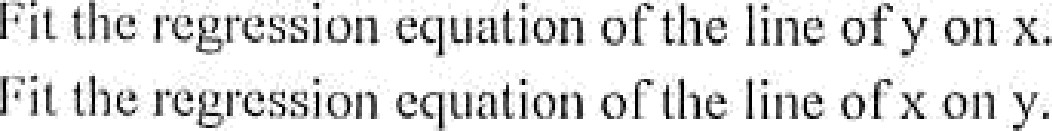 Fit the regression equation of the line of y on x.
Fit the regression equation of the line of x on y.